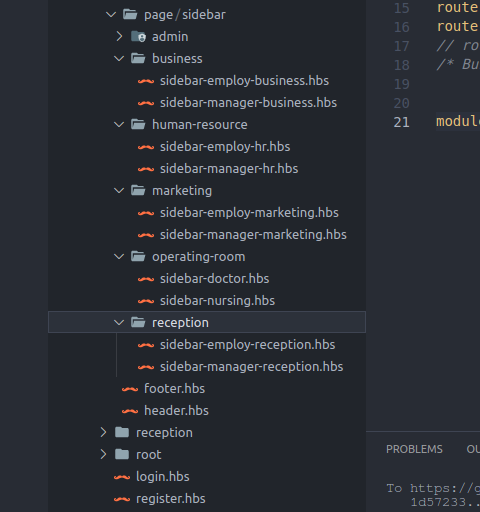 page/sidebar
admin
business
sidebar-employ-business.hbs
sidebar-manager-business.hbs
human-resource
sidebar-employ-hr.hbs
sidebar-manager-hr.hbs
marketing
sidebar-employ-marketing.hbs
sidebar-manager-marketing.hbs
operating-room
sidebar-doctor.hbs
sidebar-nursing.hbs
reception
sidebar-employ-reception.hbs
sidebar-manager-reception.hbs
footer.hbs
header.hbs
reception
root
login.hbs
register.hbs
15 route
16 route
17 // ro
18 /* Bu
19
20
21 module
PROBLEMS OU
To https://g
1d57233..